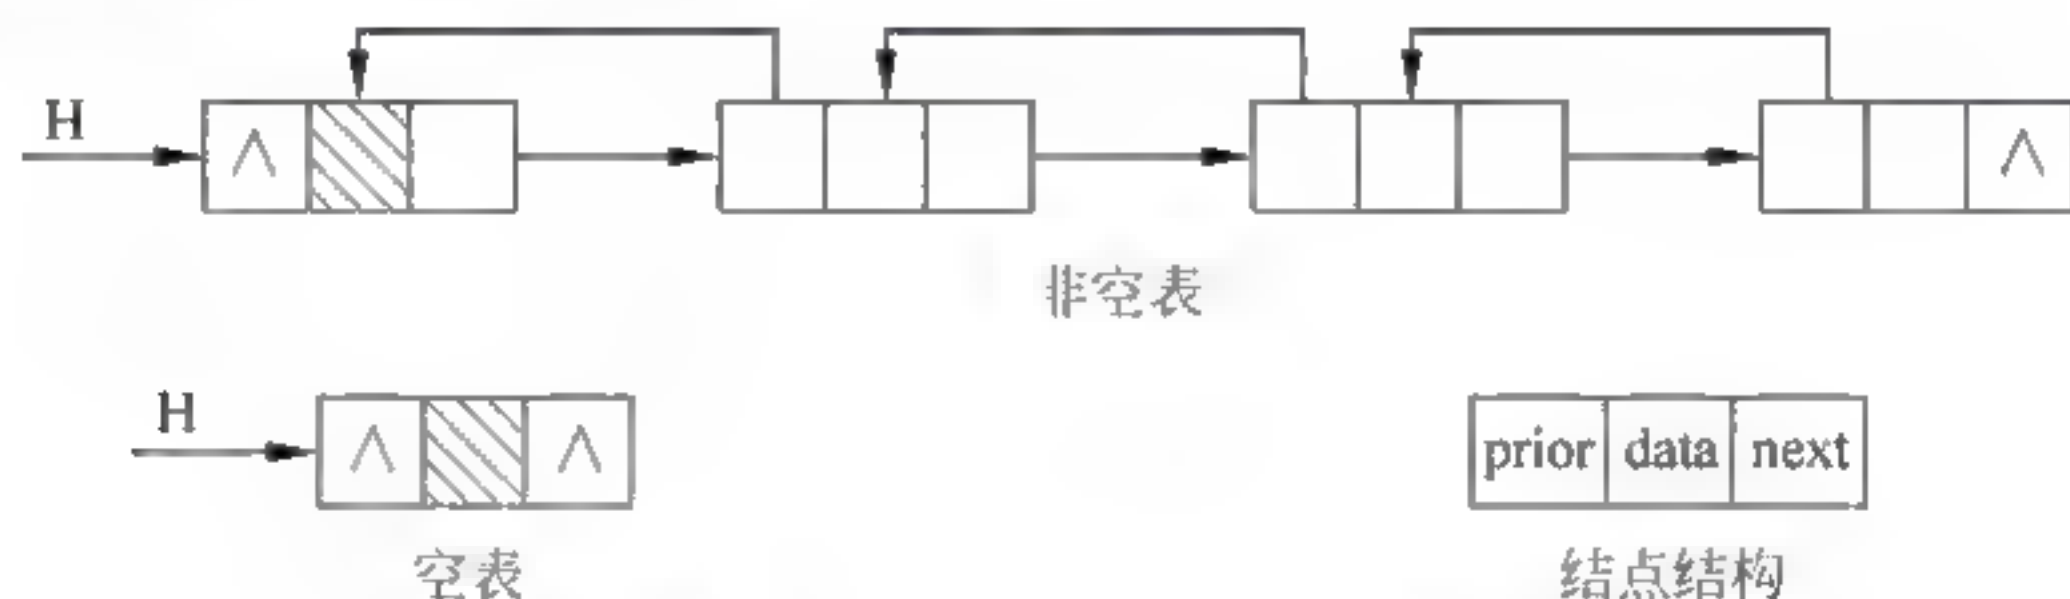 H
∧
∧
非空表
H
∧ ∧
prior data next
空表
结点结构